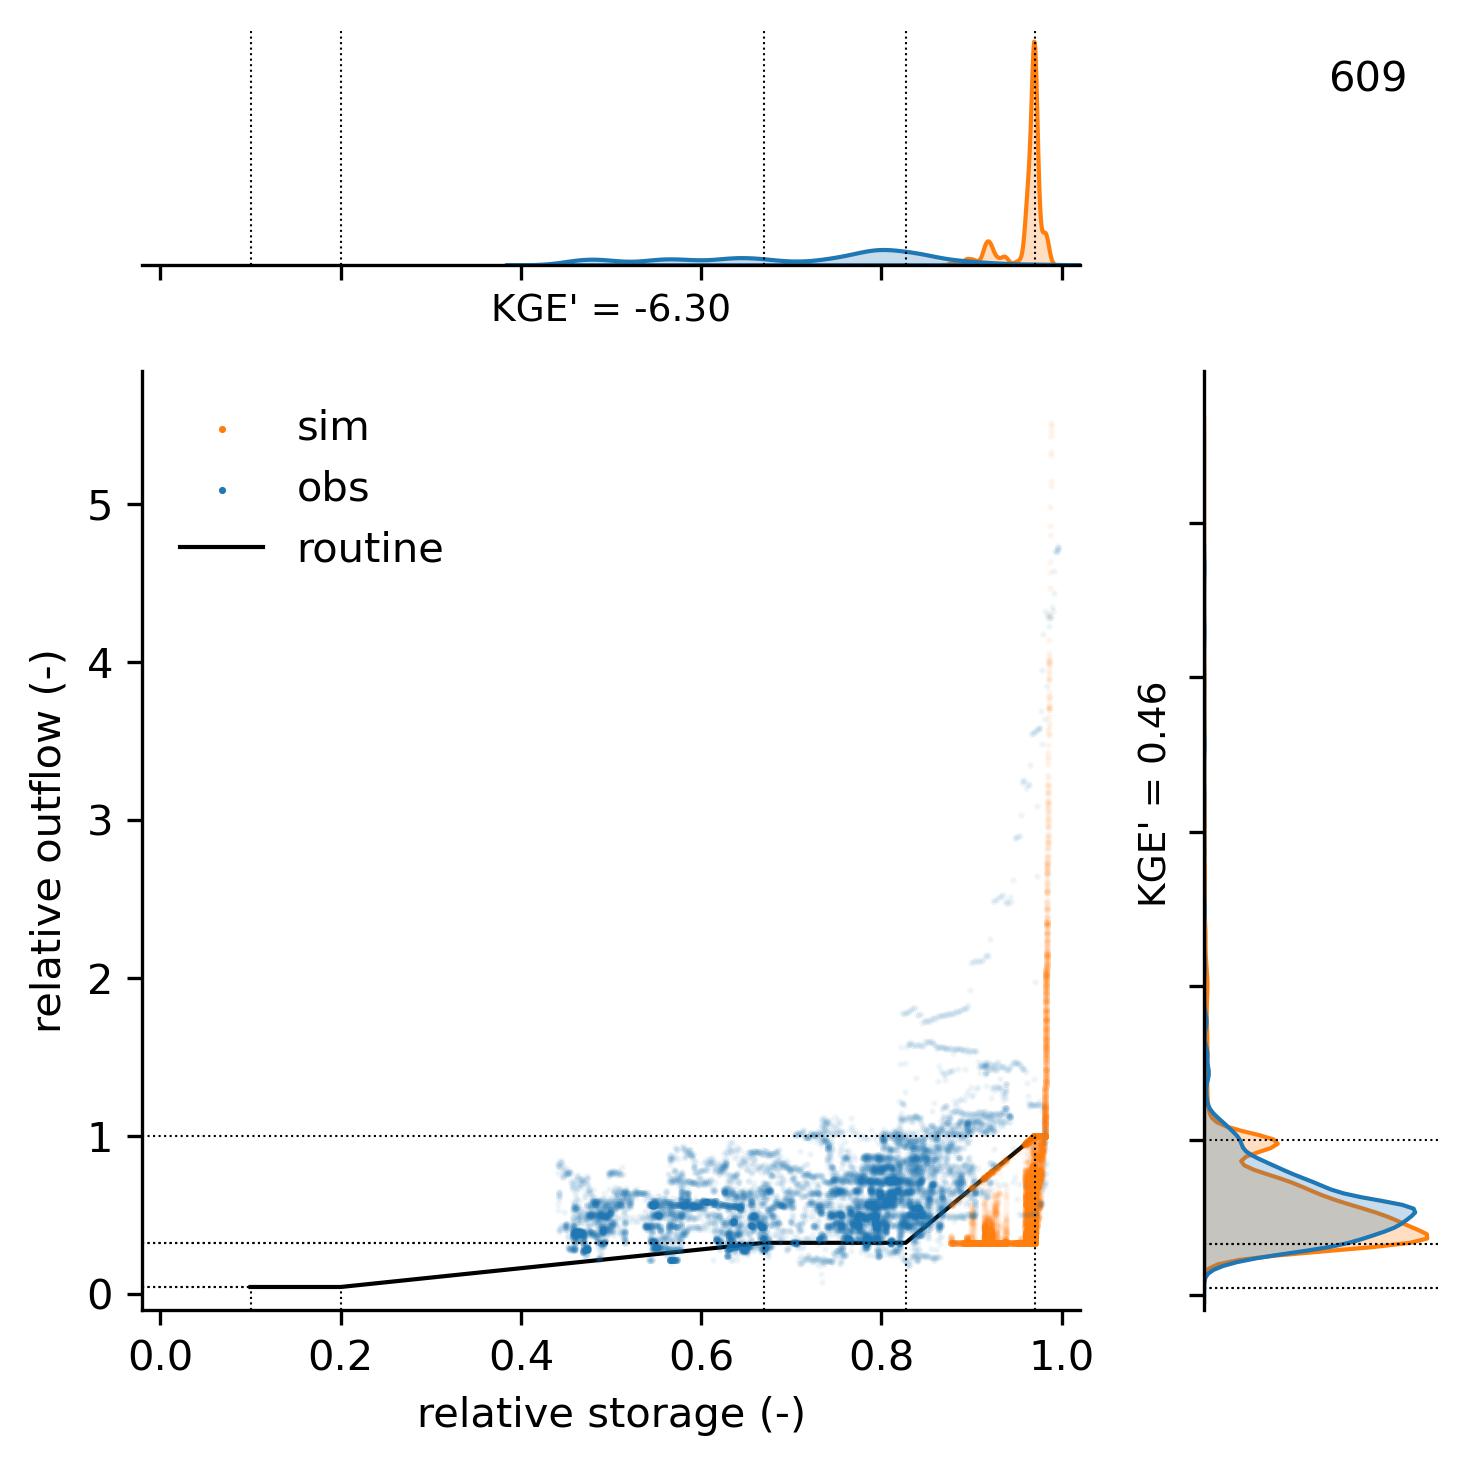 609
KGE' = -6.30
sim
obs
routine
5
4
3
2
1
0
relative outflow (-)
KGE' = 0.46
0.0 0.2 0.4 0.6 0.8 1.0
relative storage (-)